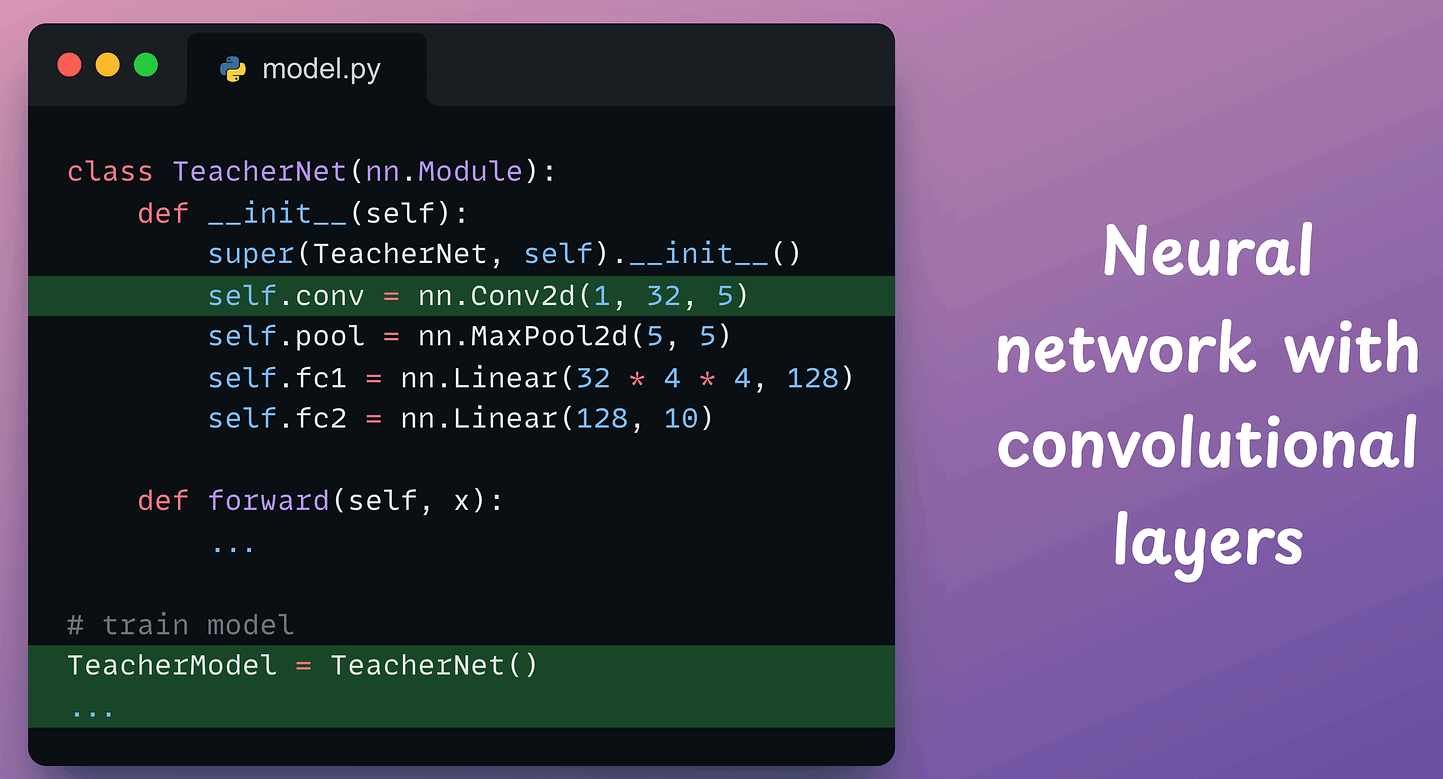 model.py
class TeacherNet(nn.Module):
    def __init__(self):
        super(TeacherNet, self).__init__()
        self.conv = nn.Conv2d(1, 32, 5)
        self.pool = nn.MaxPool2d(5, 5)
        self.fc1 = nn.Linear(32 * 4 * 4, 128)
        self.fc2 = nn.Linear(128, 10)
    def forward(self, x):
        ...
# train model
TeacherModel = TeacherNet()
...
Neural
network with
convolutional
layers